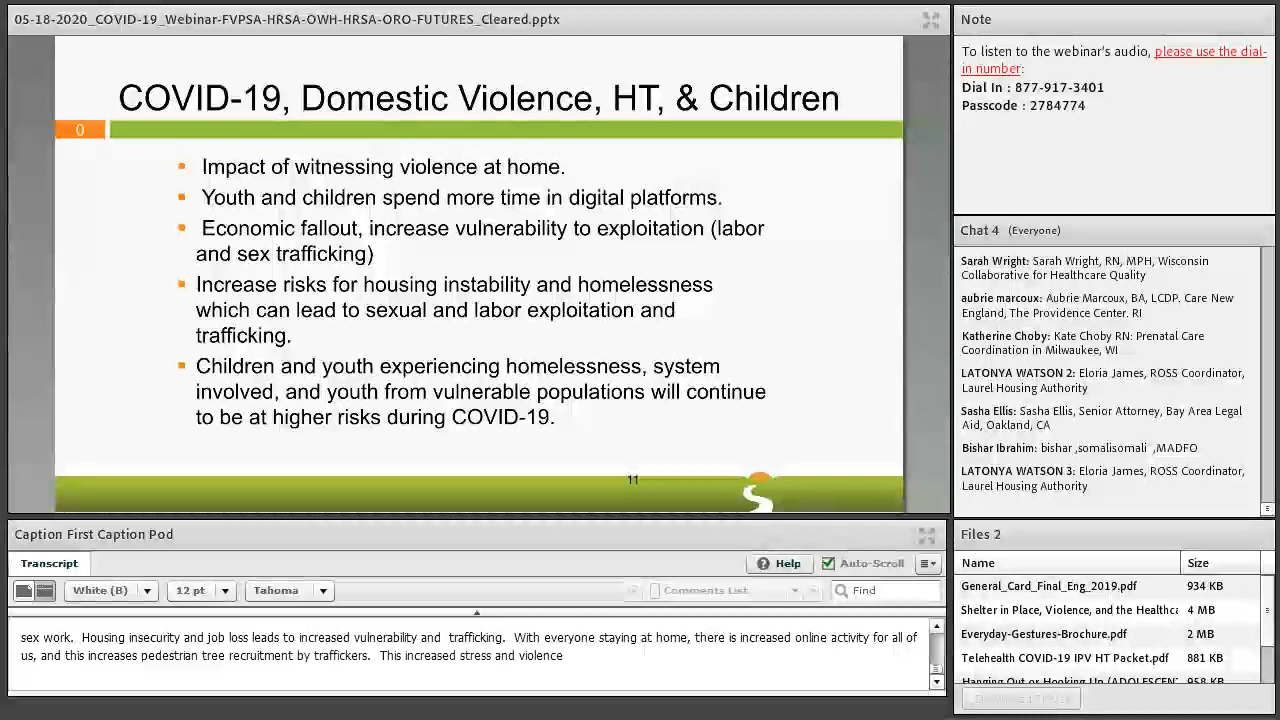 05-18-2020_COVID-19_Webinar-FVPSA-HRSA-OWH-HRSA-ORO-FUTURES_Cleared.pptx
COVID-19, Domestic Violence, HT, & Children
0
Impact of witnessing violence at home.
Youth and children spend more time in digital platforms.
Economic fallout, increase vulnerability to exploitation (labor
and sex trafficking)
Increase risks for housing instability and homelessness
which can lead to sexual and labor exploitation and
trafficking.
Children and youth experiencing homelessness, system
involved, and youth from vulnerable populations will continue
to be at higher risks during COVID-19.
11
Note
To listen to the webinar's audio, please use the dial-
in number:
Dial In : 877-917-3401
Passcode : 2784774
Chat 4 (Everyone)
Sarah Wright: Sarah Wright, RN, MPH, Wisconsin
Collaborative for Healthcare Quality
aubrie marcoux: Aubrie Marcoux, BA, LCDP. Care New
England, The Providence Center. RI
Katherine Choby: Kate Choby RN: Prenatal Care
Coordination in Milwaukee, WI
LATONYA WATSON 2: Eloria James, ROSS Coordinator,
Laurel Housing Authority
Sasha Ellis: Sasha Ellis, Senior Attorney, Bay Area Legal
Aid, Oakland, CA
Bishar Ibrahim: bishar ,somalisomali ,MADFO
LATONYA WATSON 3: Eloria James, ROSS Coordinator,
Laurel Housing Authority
Caption First Caption Pod
Transcript
Help
Auto-Scroll
White (B)
12 pt
Tahoma
Comments List
Find
sex work. Housing insecurity and job loss leads to increased vulnerability and trafficking. With everyone staying at home, there is increased online activity for all of
us, and this increases pedestrian tree recruitment by traffickers. This increased stress and violence
Files 2
Name Size
General_Card_Final_Eng_2019.pdf 934 KB
Shelter in Place, Violence, and the Healthca 4 MB
Everyday-Gestures-Brochure.pdf 2 MB
Telehealth COVID-19 IPV HT Packet.pdf 881 KB
Hanging Out or Hooking Up (ADOLESCEN 958 KB